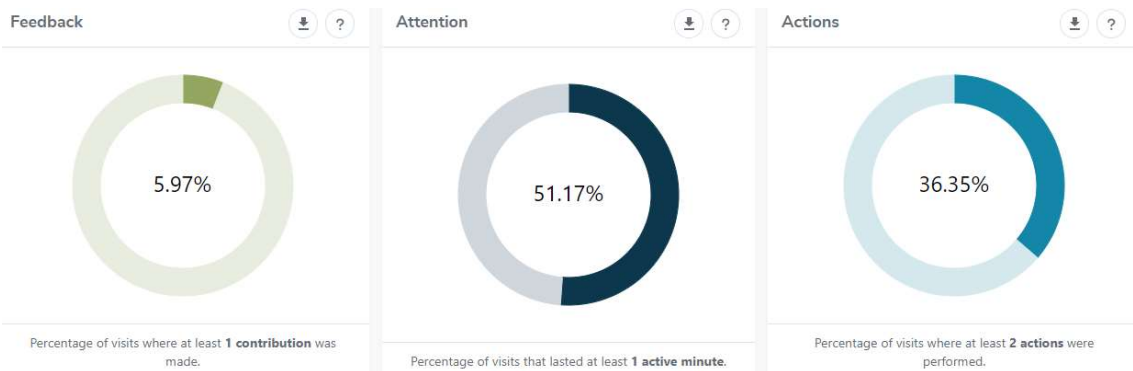 Feedback
?
5.97%
Percentage of visits where at least 1 contribution was
made.
Attention
?
51.17%
Percentage of visits that lasted at least 1 active minute.
Actions
?
36.35%
Percentage of visits where at least 2 actions were
performed.